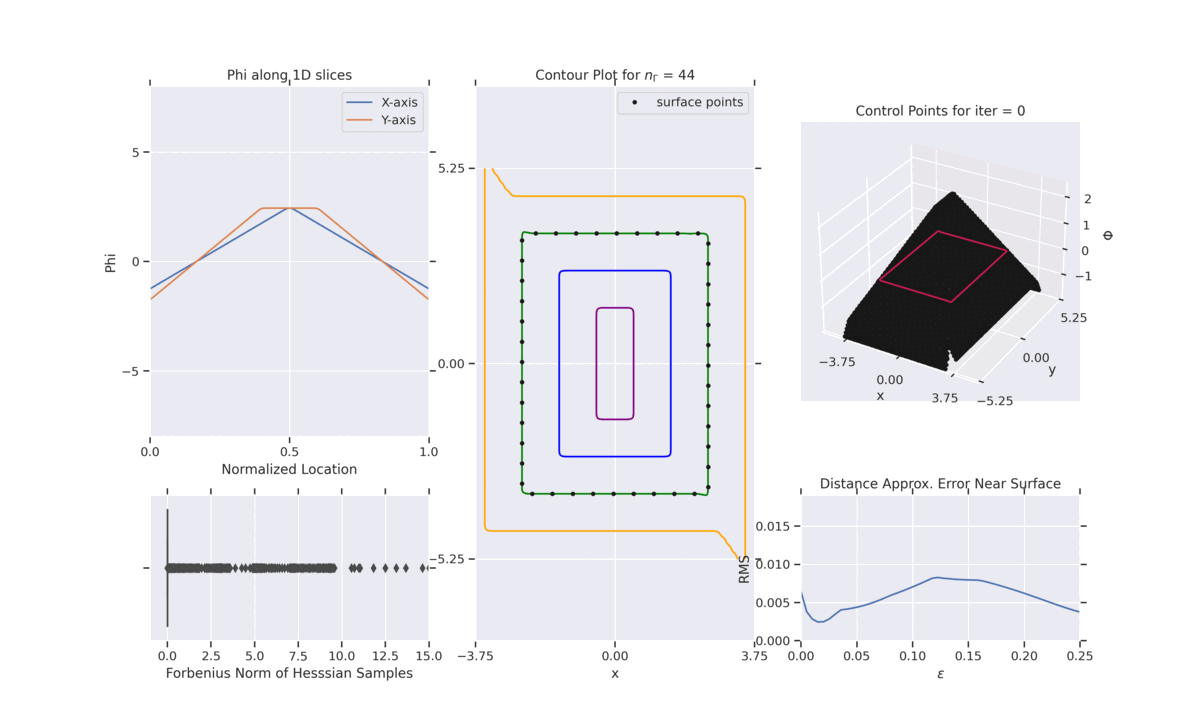 Phi along 1D slices
X-axis
Y-axis
5
0
−5
Phi
0.0 0.5 1.0
Normalized Location
0.0 2.5 5.0 7.5 10.0 12.5 15.0
Forbenius Norm of Hesssian Samples
Contour Plot for nΓ = 44
surface points
5.25
0.00
−5.25
−3.75 0.00 3.75
x
Control Points for iter = 0
2
1
0
−1
Φ
5.25
0.00
−5.25
y
−3.75
0.00
3.75
x
Distance Approx. Error Near Surface
0.015
0.010
0.005
0.000
RMS
0.00 0.05 0.10 0.15 0.20 0.25
ε